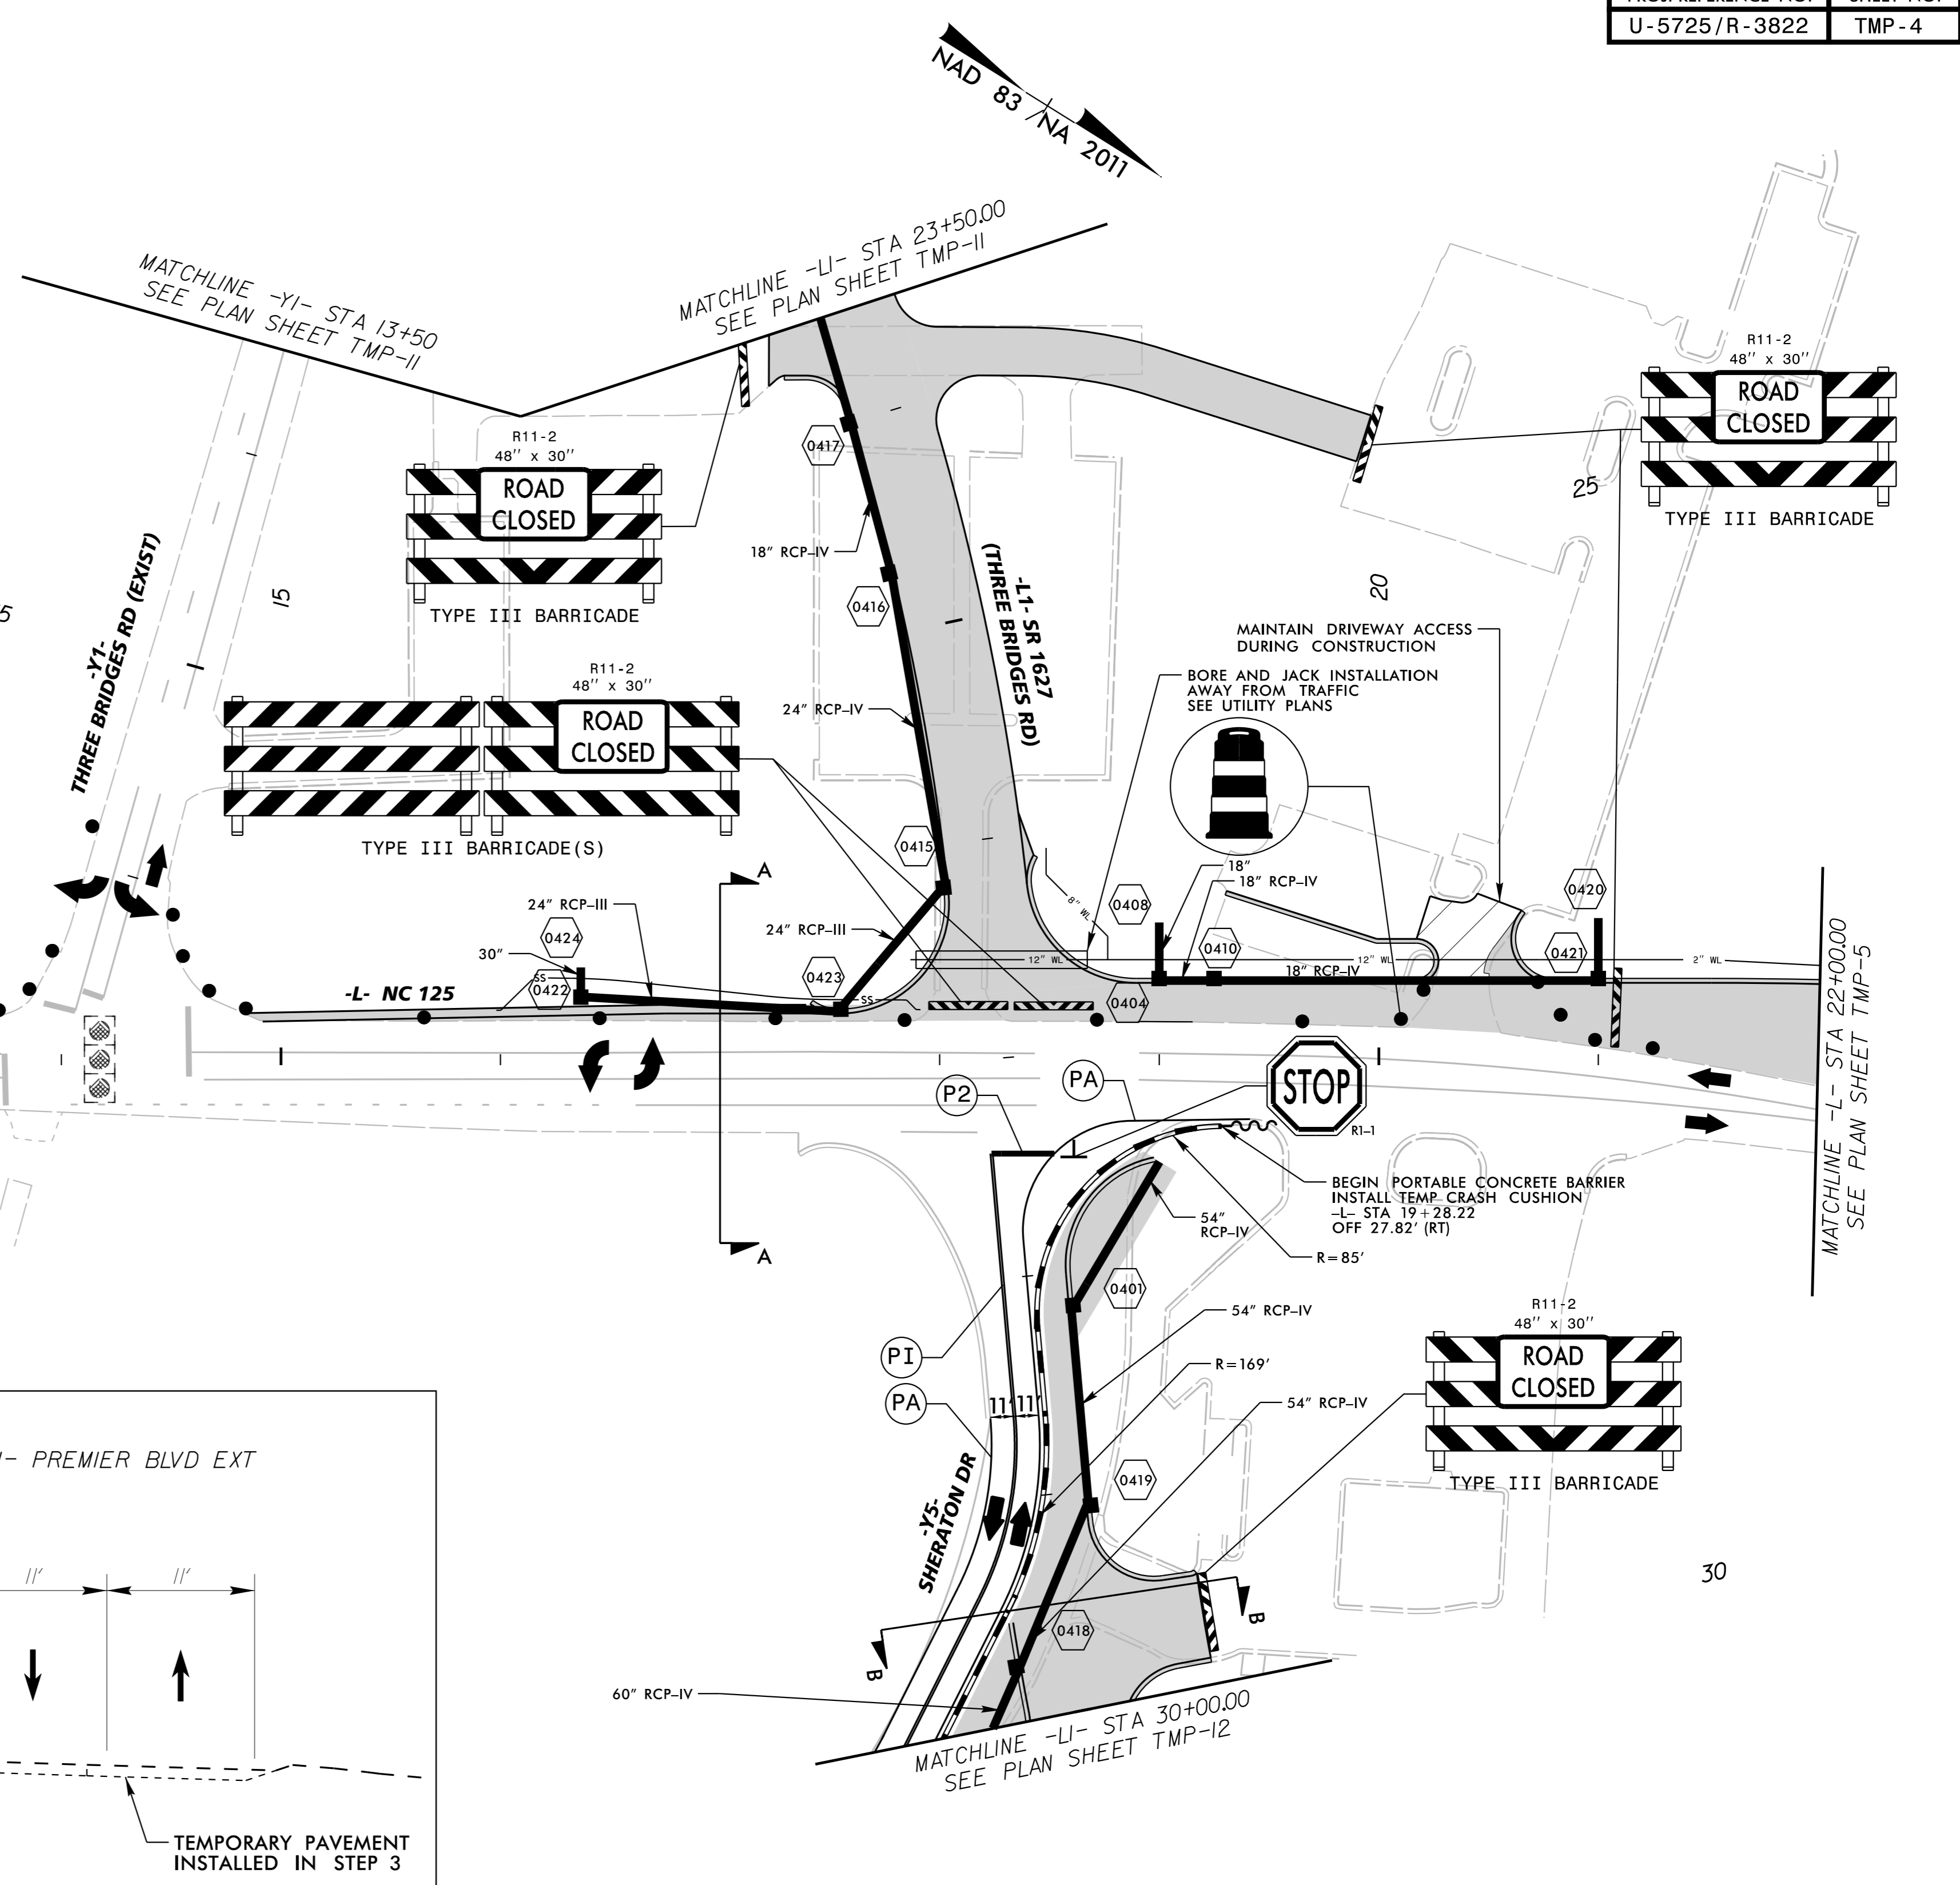 U-5725/R-3822 TMP-4
NAD 83 /NA 2011
MATCHLINE -Y1- STA 13+50
SEE PLAN SHEET TMP-11
MATCHLINE -L1- STA 23+50.00
SEE PLAN SHEET TMP-11
R11-2
48" x 30"
ROAD
CLOSED
TYPE III BARRICADE
R11-2
48" x 30"
ROAD
CLOSED
TYPE III BARRICADE
25
0417
18" RCP-IV
0416
-Y1-
THREE BRIDGES RD (EXIST)
15
5
-L1- SR 1627
(THREE BRIDGES RD)
20
MAINTAIN DRIVEWAY ACCESS
DURING CONSTRUCTION
BORE AND JACK INSTALLATION
AWAY FROM TRAFFIC
SEE UTILITY PLANS
R11-2
48" x 30"
ROAD
CLOSED
TYPE III BARRICADE(S)
24" RCP-IV
0415
A
24" RCP-III
0424
30"
0422
SS
24" RCP-III
0423
SS
-L- NC 125
8" WL
0408
18"
18" RCP-IV
0410
0420
0421
12" WL
12" WL
2" WL
18" RCP-IV
0404
MATCHLINE -L- STA 22+00.00
SEE PLAN SHEET TMP-5
P2
PA
STOP
R1-1
BEGIN PORTABLE CONCRETE BARRIER
INSTALL TEMP CRASH CUSHION
-L- STA 19+28.22
OFF 27.82' (RT)
A
54"
RCP-IV
R=85'
0401
54" RCP-IV
PI
R=169'
PA
11' 11'
54" RCP-IV
R11-2
48" x 30"
ROAD
CLOSED
TYPE III BARRICADE
0419
-Y5-
SHERATON DR
30
B
B
0418
60" RCP-IV
MATCHLINE -L1- STA 30+00.00
SEE PLAN SHEET TMP-12
- PREMIER BLVD EXT
11' 11'
TEMPORARY PAVEMENT
INSTALLED IN STEP 3